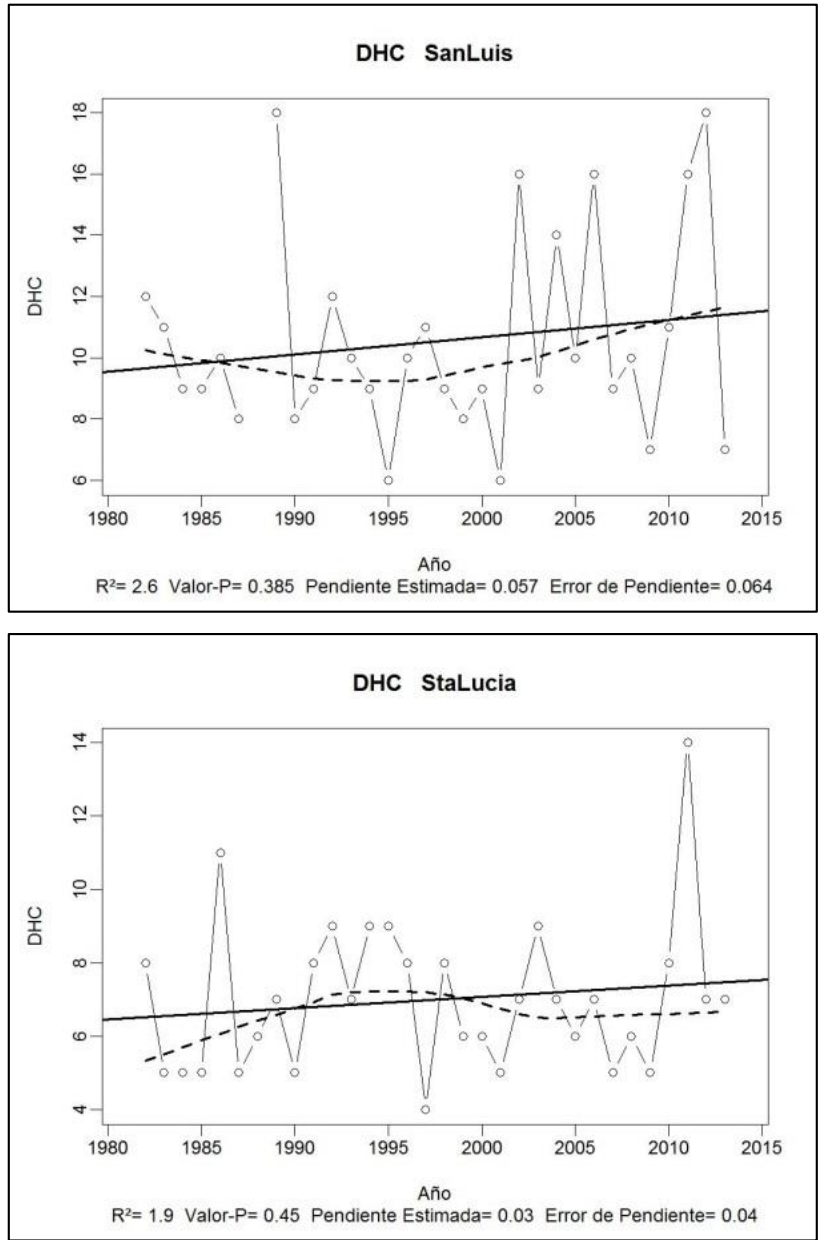 DHC SanLuis
18
16
14
12
10
8
6
DHC
1980 1985 1990 1995 2000 2005 2010 2015
Año
R²= 2.6 Valor-P= 0.385 Pendiente Estimada= 0.057 Error de Pendiente= 0.064
DHC StaLucia
14
12
10
8
6
4
DHC
1980 1985 1990 1995 2000 2005 2010 2015
Año
R²= 1.9 Valor-P= 0.45 Pendiente Estimada= 0.03 Error de Pendiente= 0.04